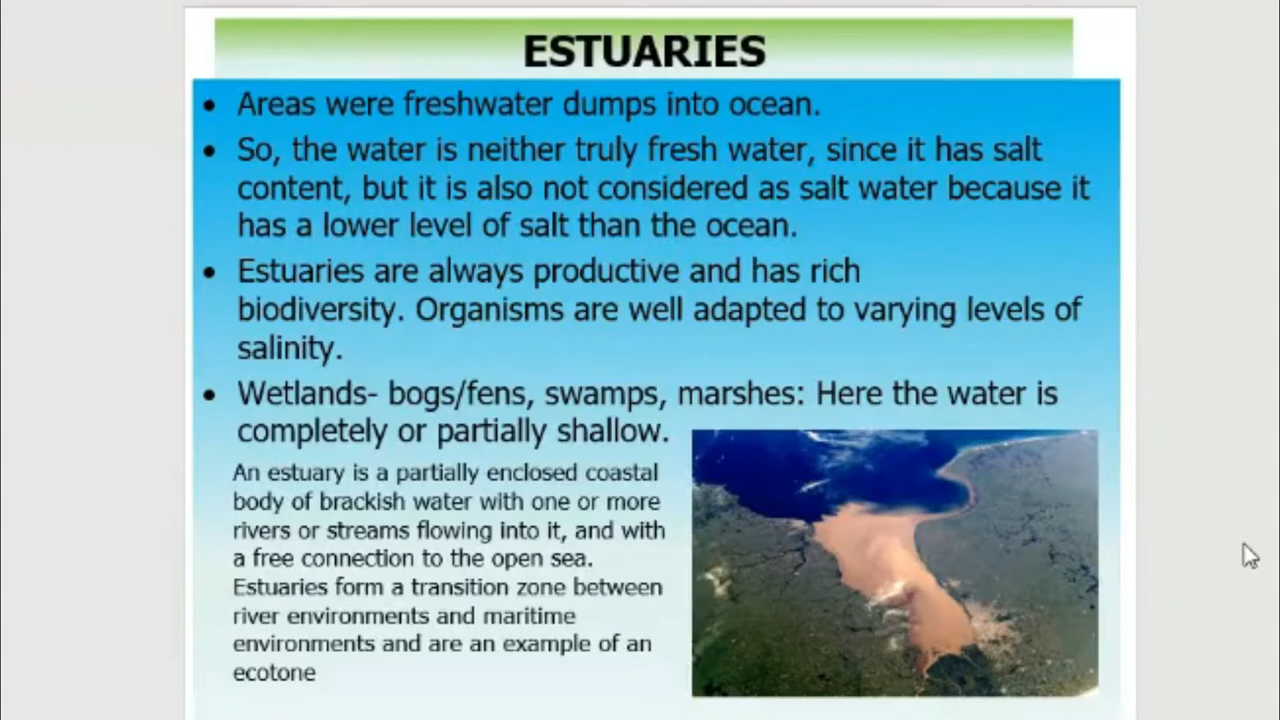 ESTUARIES
• Areas were freshwater dumps into ocean.
• So, the water is neither truly fresh water, since it has salt
content, but it is also not considered as salt water because it
has a lower level of salt than the ocean.
• Estuaries are always productive and has rich
biodiversity. Organisms are well adapted to varying levels of
salinity.
• Wetlands- bogs/fens, swamps, marshes: Here the water is
completely or partially shallow.
An estuary is a partially enclosed coastal
body of brackish water with one or more
rivers or streams flowing into it, and with
a free connection to the open sea.
Estuaries form a transition zone between
river environments and maritime
environments and are an example of an
ecotone